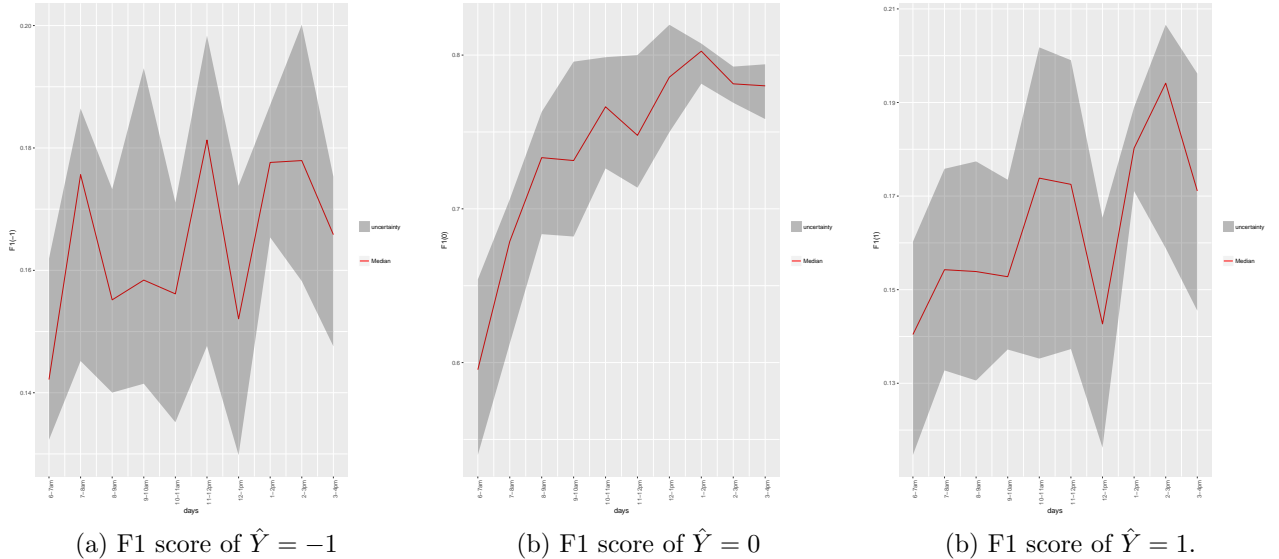 0.20
0.18
0.16
0.14
F1(-1)
6-7am
7-8am
8-9am
9-10am
10-11am
11-12pm
12-1pm
1-2pm
2-3pm
3-4pm
days
uncertainty
Median
(a) F1 score of Ŷ = −1
0.8
0.7
0.6
F1(0)
6-7am
7-8am
8-9am
9-10am
10-11am
11-12pm
12-1pm
1-2pm
2-3pm
3-4pm
days
uncertainty
Median
(b) F1 score of Ŷ = 0
0.21
0.19
0.17
0.15
0.13
F1(1)
6-7am
7-8am
8-9am
9-10am
10-11am
11-12pm
12-1pm
1-2pm
2-3pm
3-4pm
days
uncertainty
Median
(b) F1 score of Ŷ = 1.